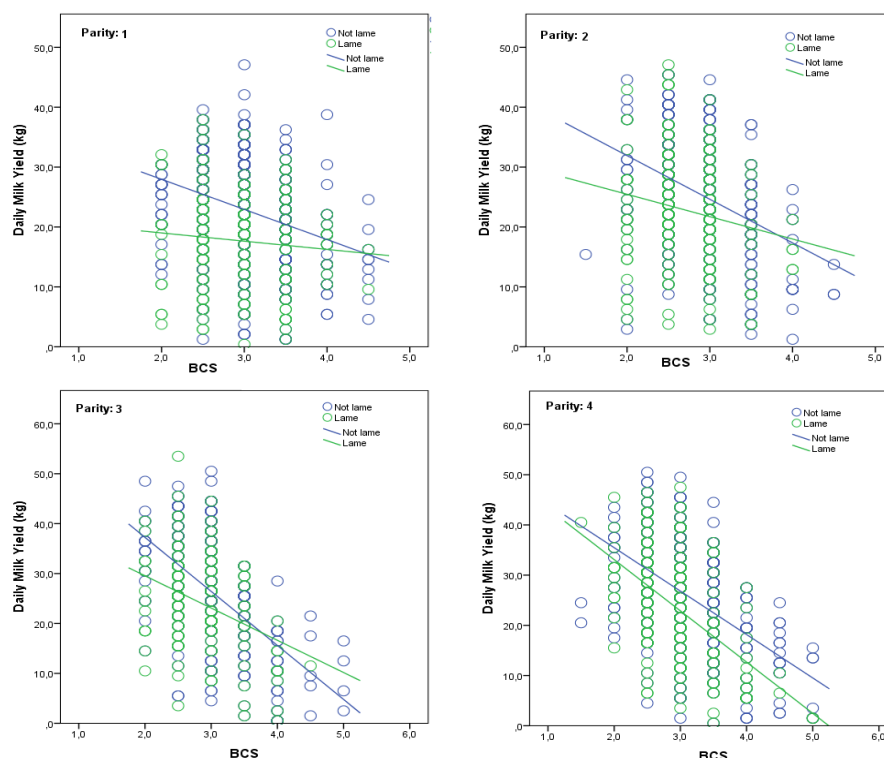 Parity: 1
Not lame
Lame
Not lame
Lame
50,0
40,0
30,0
20,0
10,0
,0
Daily Milk Yield (kg)
1,0 2,0 3,0 4,0 5,0
BCS
Parity: 2
Not lame
Lame
Not lame
Lame
50,0
40,0
30,0
20,0
10,0
,0
Daily Milk Yield (kg)
1,0 2,0 3,0 4,0 5,0
BCS
Parity: 3
Not lame
Lame
Not lame
Lame
60,0
50,0
40,0
30,0
20,0
10,0
,0
Daily Milk Yield (kg)
1,0 2,0 3,0 4,0 5,0 6,0
BCS
Parity: 4
Not lame
Lame
Not lame
Lame
60,0
50,0
40,0
30,0
20,0
10,0
,0
Daily Milk Yield (kg)
1,0 2,0 3,0 4,0 5,0 6,0
BCS